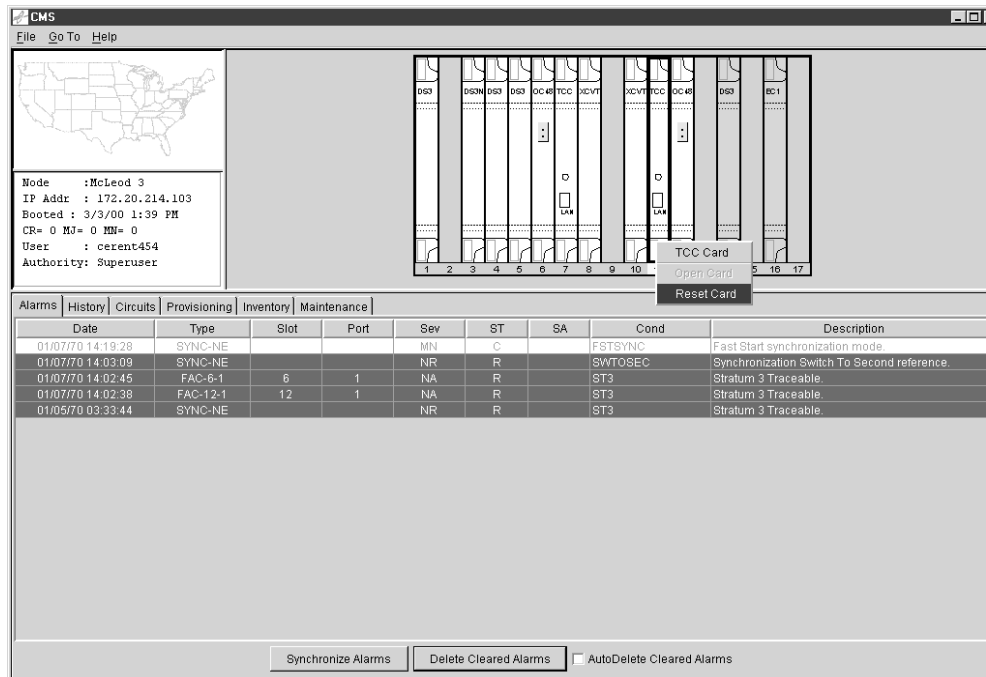 CMS
File Go To Help
DS3 DS3N DS3 DS3 OC48 TCC XCVT XCVT TCC OC48 DS3 EC1
LAN LAN
1 2 3 4 5 6 7 8 9 10 5 16 17
Node :McLeod 3
IP Addr : 172.20.214.103
Booted : 3/3/00 1:39 PM
CR= 0 MJ= 0 MN= 0
User : cerent454
Authority: Superuser
TCC Card
Open Card
Reset Card
Alarms History Circuits Provisioning Inventory Maintenance
Date Type Slot Port Sev ST SA Cond Description
01/07/70 14:19:28 SYNC-NE MN C FSTSYNC Fast Start synchronization mode.
01/07/70 14:03:09 SYNC-NE NR R SWTOSEC Synchronization Switch To Second reference.
01/07/70 14:02:45 FAC-6-1 6 1 NA R ST3 Stratum 3 Traceable.
01/07/70 14:02:38 FAC-12-1 12 1 NA R ST3 Stratum 3 Traceable.
01/05/70 03:33:44 SYNC-NE NR R ST3 Stratum 3 Traceable.
Synchronize Alarms Delete Cleared Alarms AutoDelete Cleared Alarms